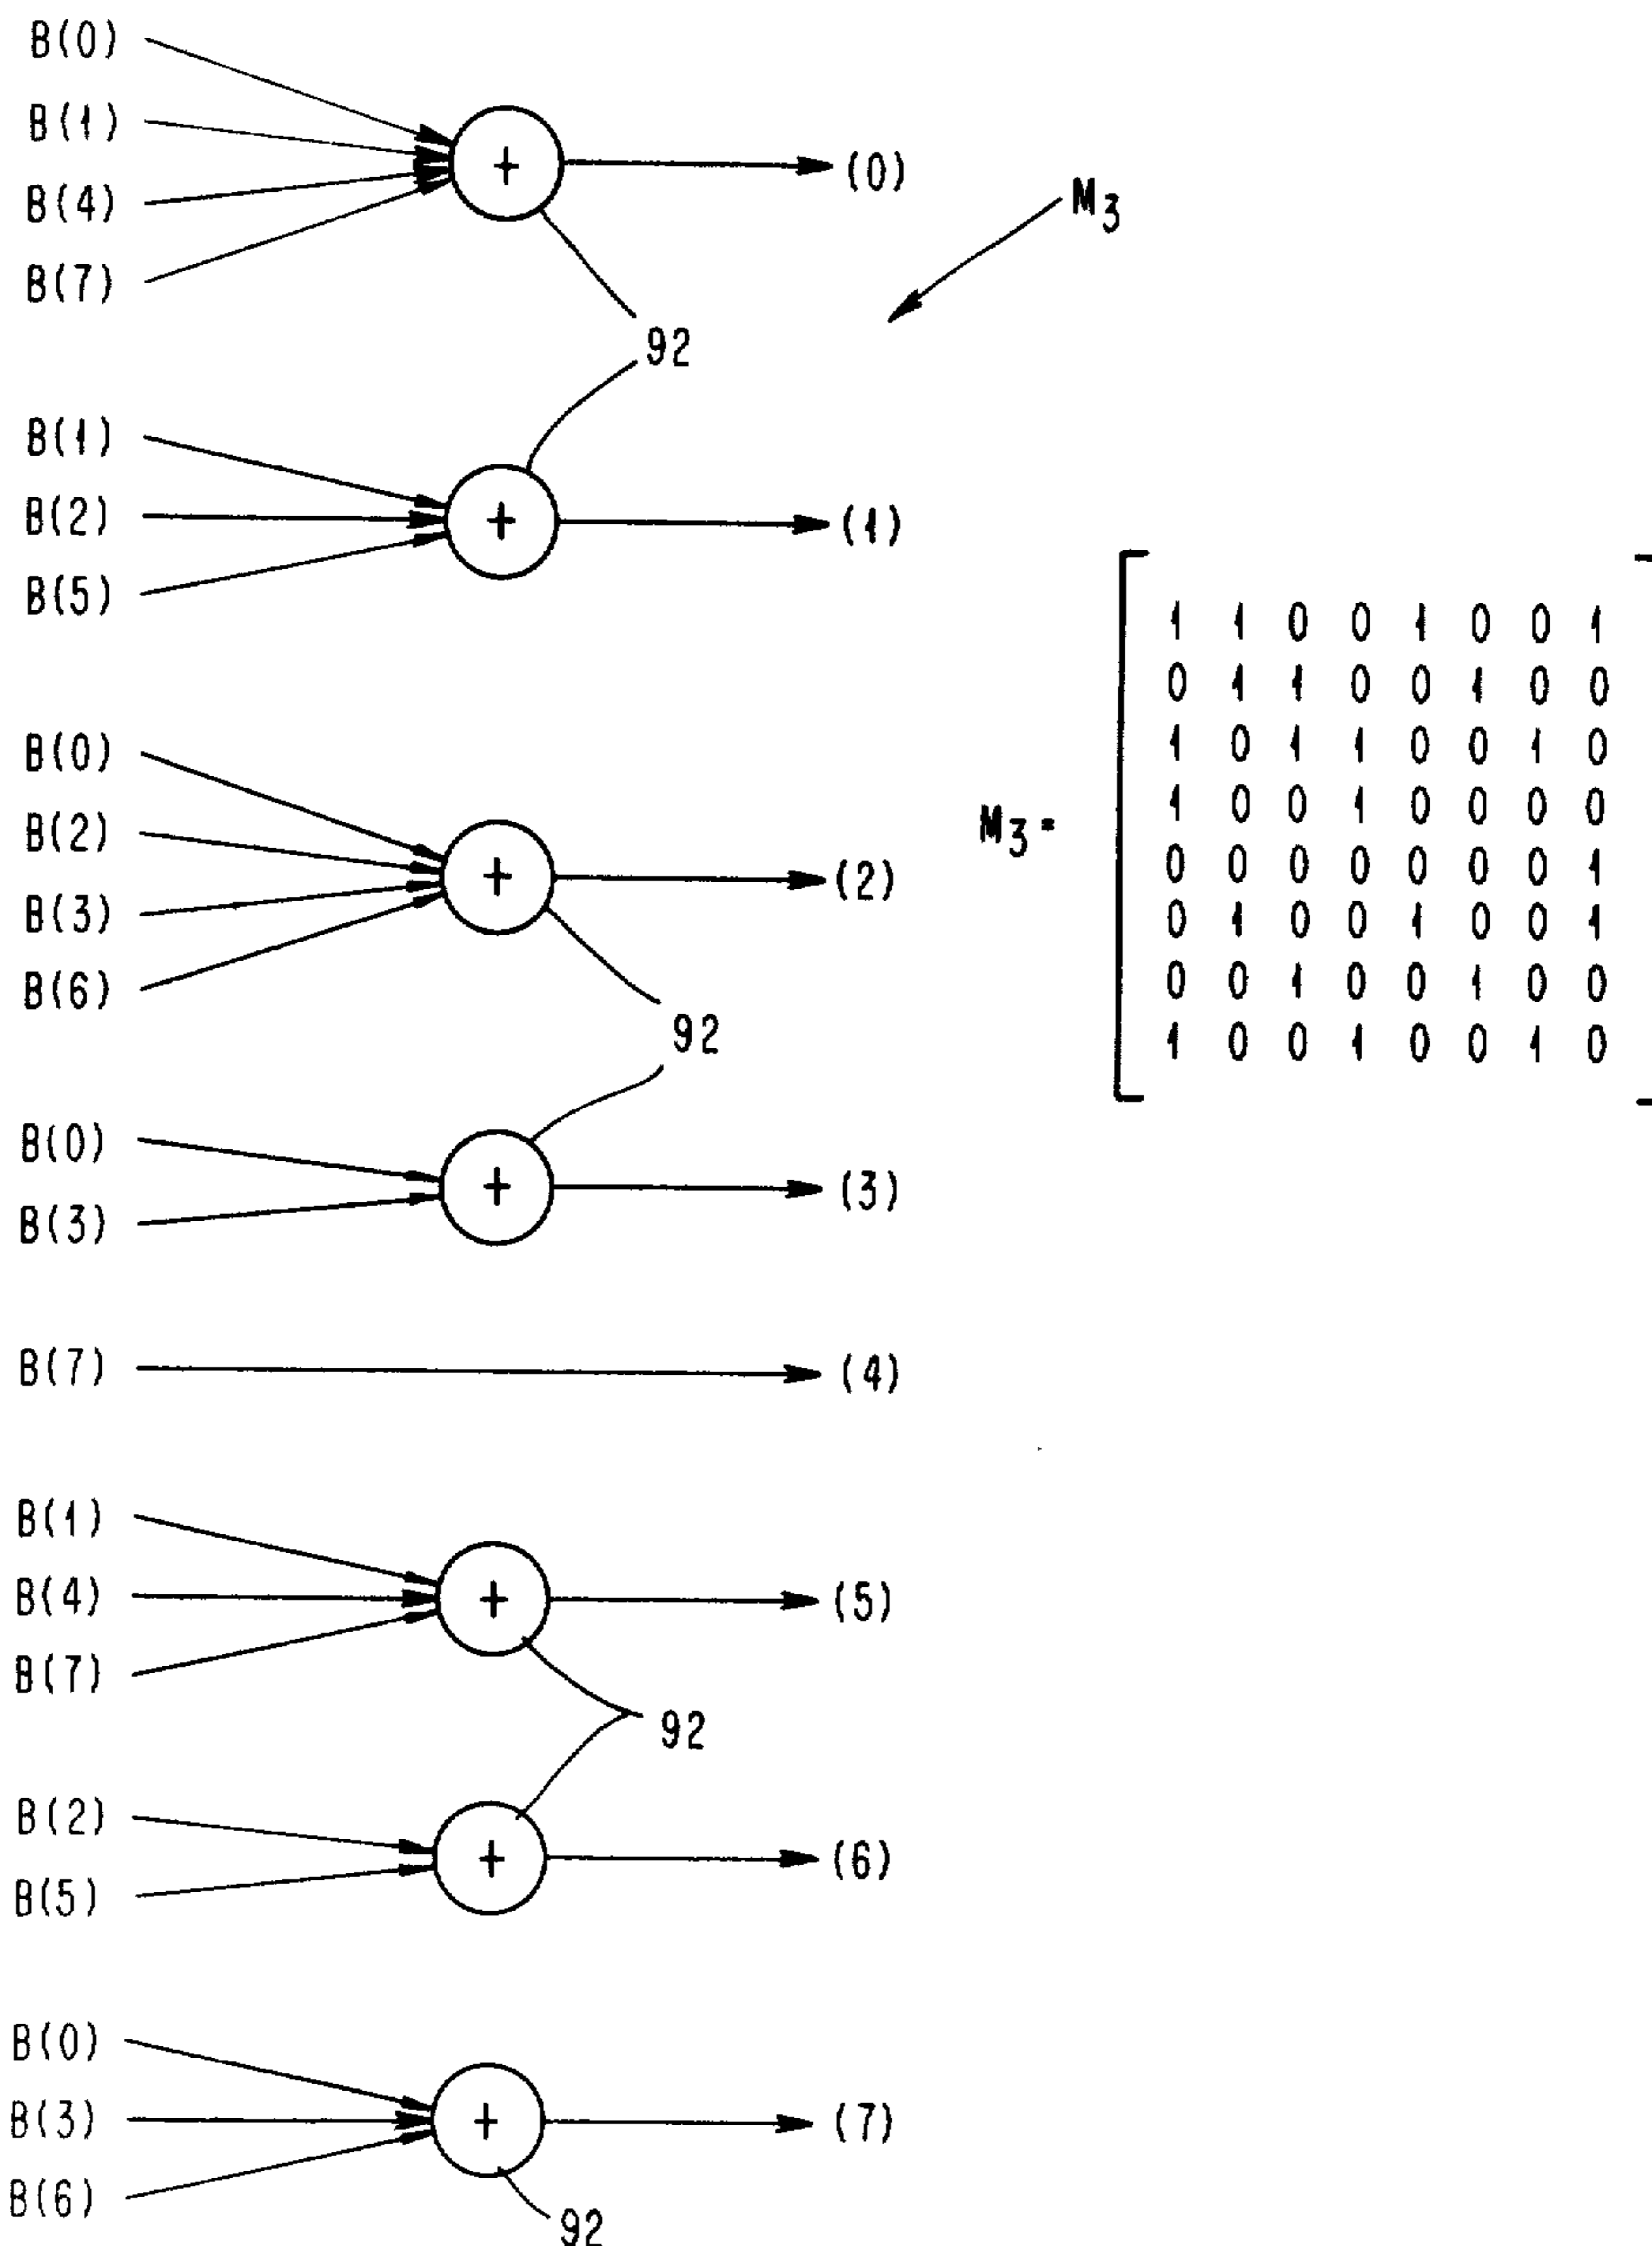 B(0)
B(1)
B(4)
B(7)
+
(0)
M3
92
B(1)
B(2)
B(5)
+
(1)
B(0)
B(2)
B(3)
B(6)
+
(2)
92
B(0)
B(3)
+
(3)
B(7)
(4)
B(1)
B(4)
B(7)
+
(5)
92
B(2)
B(5)
+
(6)
B(0)
B(3)
B(6)
+
(7)
92
M3 =
1 1 0 0 1 0 0 1
0 1 1 0 0 1 0 0
1 0 1 1 0 0 1 0
1 0 0 1 0 0 0 0
0 0 0 0 0 0 0 1
0 1 0 0 1 0 0 1
0 0 1 0 0 1 0 0
1 0 0 1 0 0 1 0